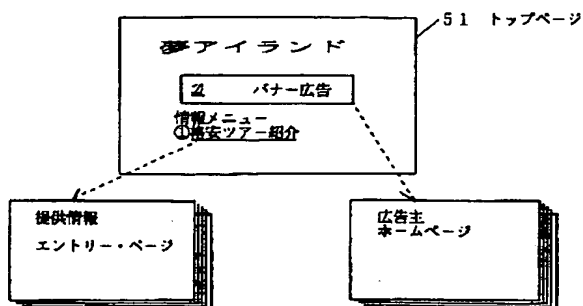 51 トップページ
夢アイランド
バナー広告
情報メニュー
①格安ツアー紹介
提供情報
エントリー・ページ
広告主
ホームページ